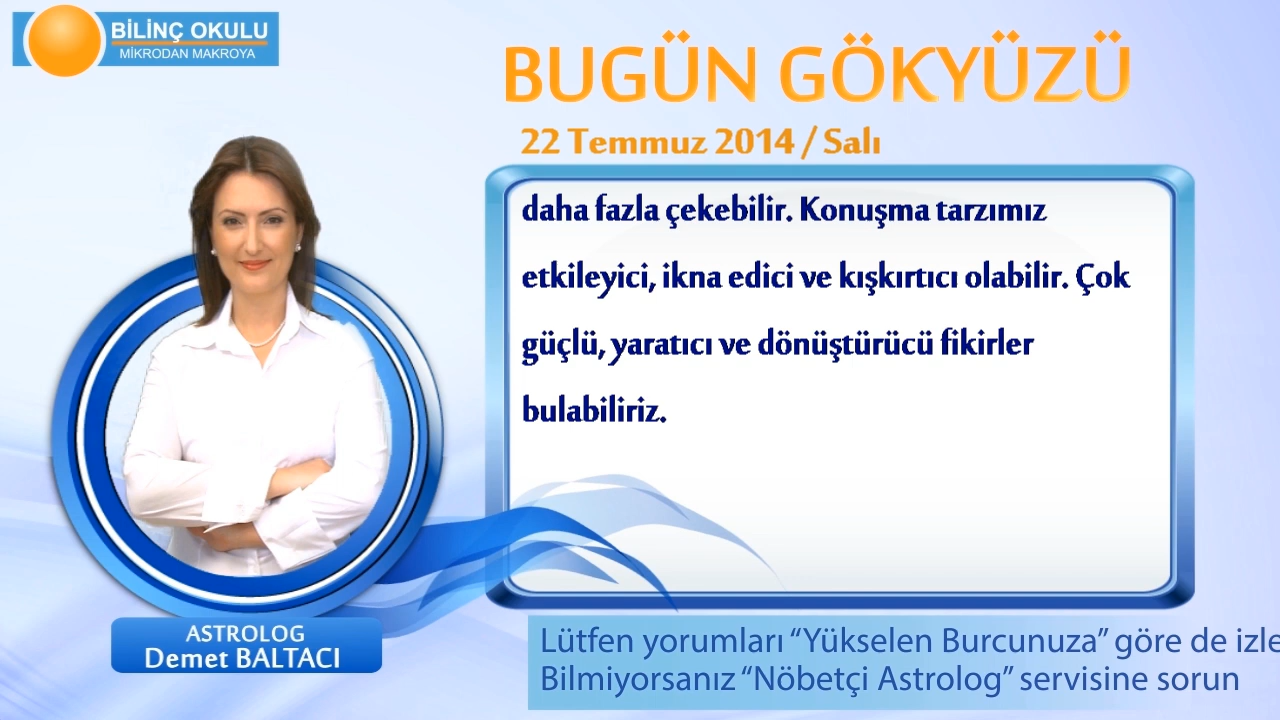 BİLİNÇ OKULU
MİKRODAN MAKROYA
BUGÜN GÖKYÜZÜ
22 Temmuz 2014 / Salı
daha fazla çekebilir. Konuşma tarzımız
etkileyici, ikna edici ve kışkırtıcı olabilir. Çok
güçlü, yaratıcı ve dönüştürücü fikirler
bulabiliriz.
ASTROLOG
Demet BALTACI
Lütfen yorumları “Yükselen Burcunuza” göre de izle
Bilmiyorsanız “Nöbetçi Astrolog” servisine sorun